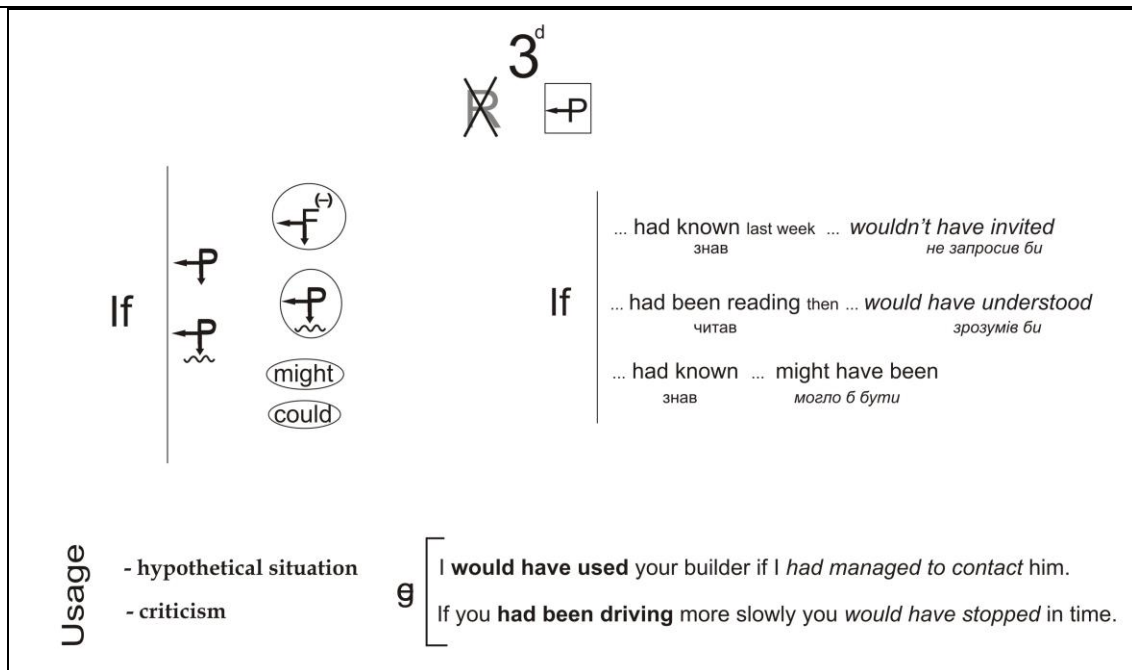 3d
R P
F (-)
P
P
P
might
could
If
If
... had known last week ... wouldn't have invited
знав не запросив би
... had been reading then ... would have understood
читав зрозумів би
... had known ... might have been
знав могло б бути
Usage
- hypothetical situation
- criticism
eg
I would have used your builder if I had managed to contact him.
If you had been driving more slowly you would have stopped in time.